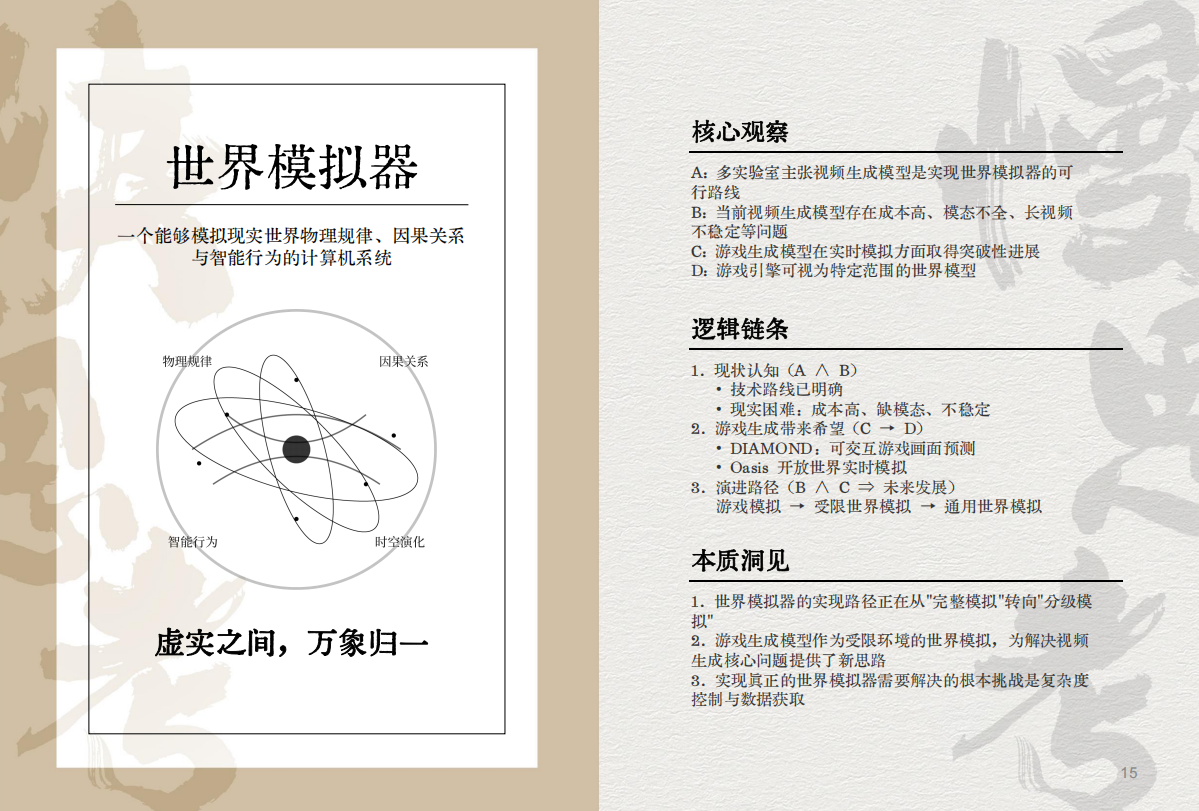 世界模拟器
一个能够模拟现实世界物理规律、因果关系
与智能行为的计算机系统
物理规律
因果关系
智能行为
时空演化
虚实之间，万象归一
核心观察
A: 多实验室主张视频生成模型是实现世界模拟器的可
行路线
B: 当前视频生成模型存在成本高、模态不全、长视频
不稳定等问题
C: 游戏生成模型在实时模拟方面取得突破性进展
D: 游戏引擎可视为特定范围的世界模型
逻辑链条
1. 现状认知（A ∧ B）
• 技术路线已明确
• 现实困难：成本高、缺模态、不稳定
2. 游戏生成带来希望（C → D）
• DIAMOND：可交互游戏画面预测
• Oasis 开放世界实时模拟
3. 演进路径（B ∧ C ⇒ 未来发展）
游戏模拟 → 受限世界模拟 → 通用世界模拟
本质洞见
1. 世界模拟器的实现路径正在从"完整模拟"转向"分级模
拟"
2. 游戏生成模型作为受限环境的世界模拟，为解决视频
生成核心问题提供了新思路
3. 实现真正的世界模拟器需要解决的根本挑战是复杂度
控制与数据获取
15
慢思考